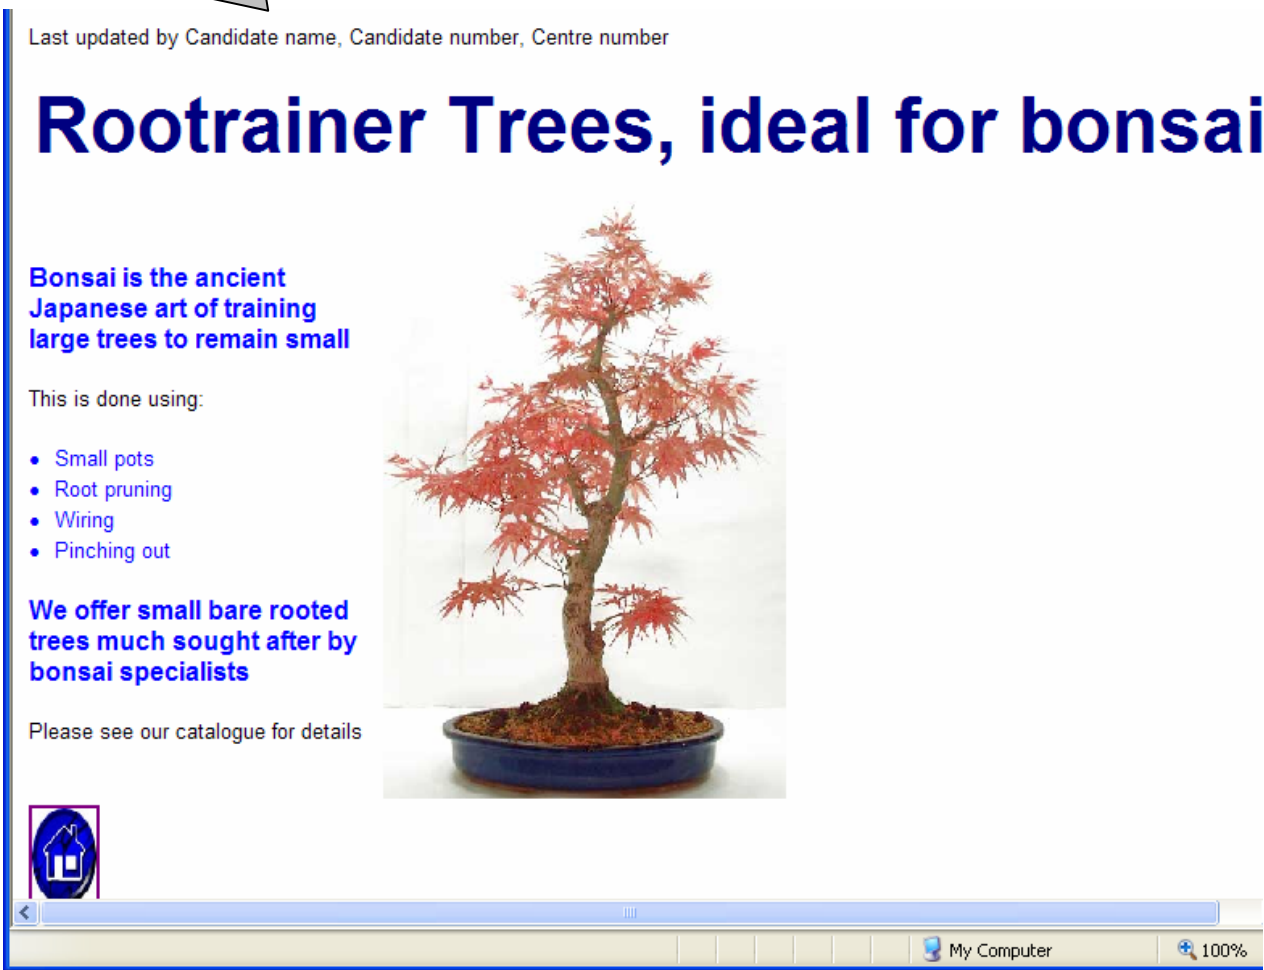 Last updated by Candidate name, Candidate number, Centre number
Rootrainer Trees, ideal for bonsai
Bonsai is the ancient
Japanese art of training
large trees to remain small
This is done using:
• Small pots
• Root pruning
• Wiring
• Pinching out
We offer small bare rooted
trees much sought after by
bonsai specialists
Please see our catalogue for details
My Computer
100%